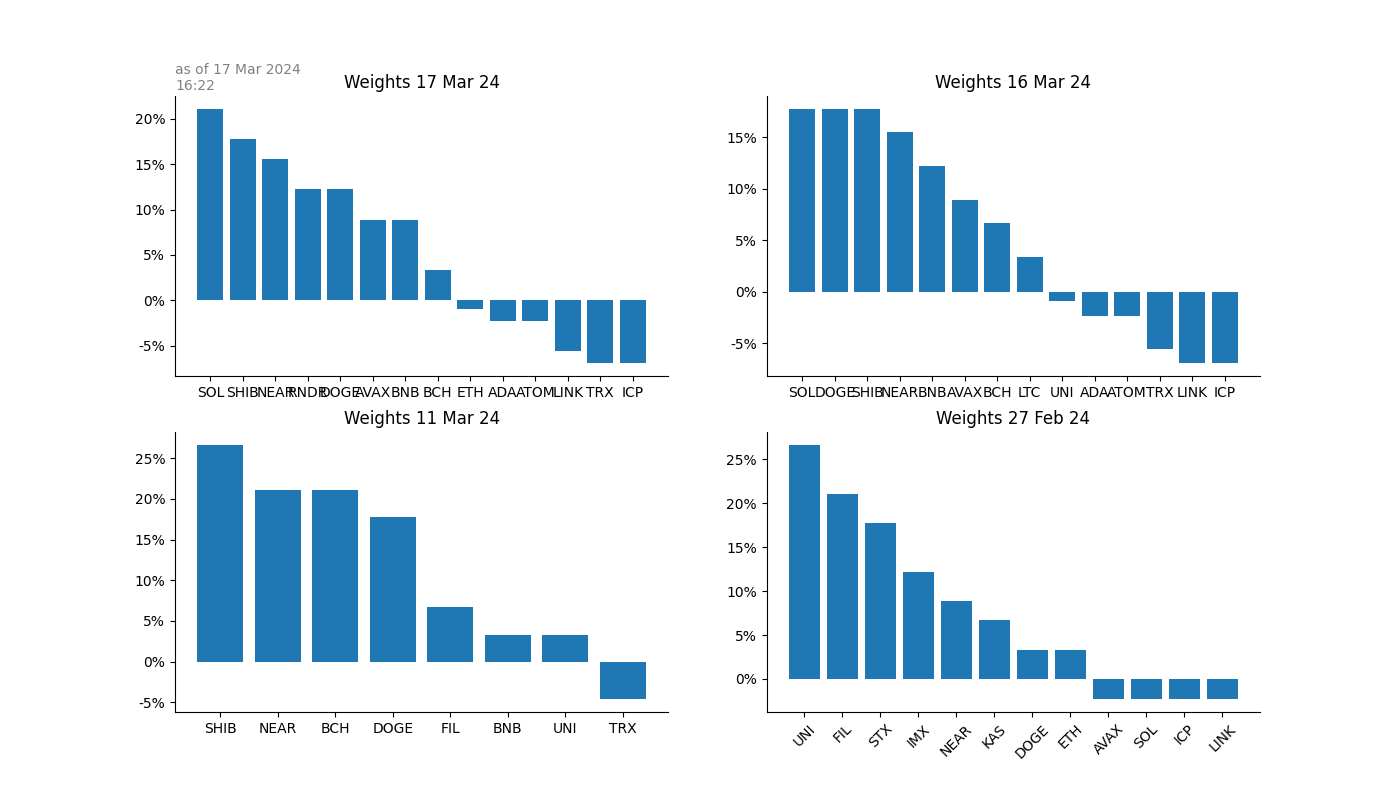 as of 17 Mar 2024
16:22
Weights 17 Mar 24
20%
15%
10%
5%
0%
-5%
SOL SHIB NEAR RNDR DOGE AVAX BNB BCH ETH ADA ATOM LINK TRX ICP
Weights 16 Mar 24
15%
10%
5%
0%
-5%
SOL DOGE SHIB NEAR BNB AVAX BCH LTC UNI ADA ATOM TRX LINK ICP
Weights 11 Mar 24
25%
20%
15%
10%
5%
0%
-5%
SHIB NEAR BCH DOGE FIL BNB UNI TRX
Weights 27 Feb 24
25%
20%
15%
10%
5%
0%
UNI FIL STX IMX NEAR KAS DOGE ETH AVAX SOL ICP LINK